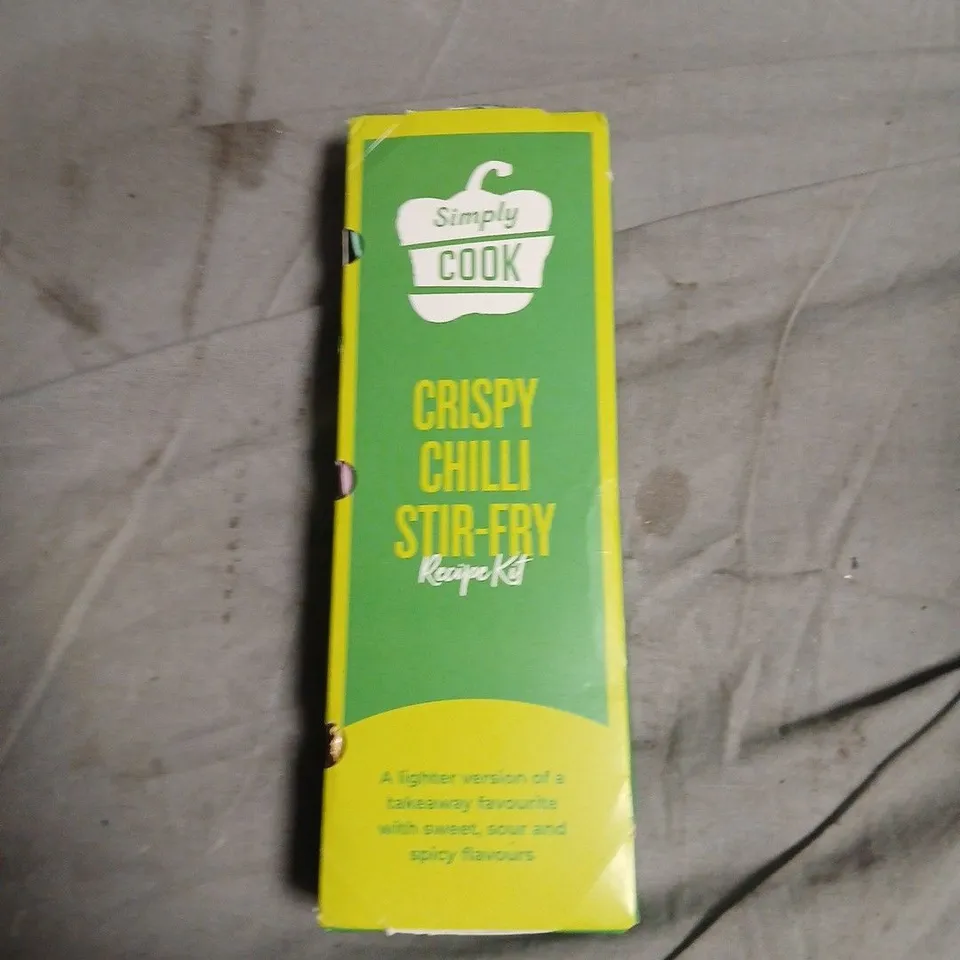 Simply
COOK
CRISPY
CHILLI
STIR-FRY
Recipe Kit
A lighter version of a
takeaway favourite
with sweet, sour and
spicy flavours